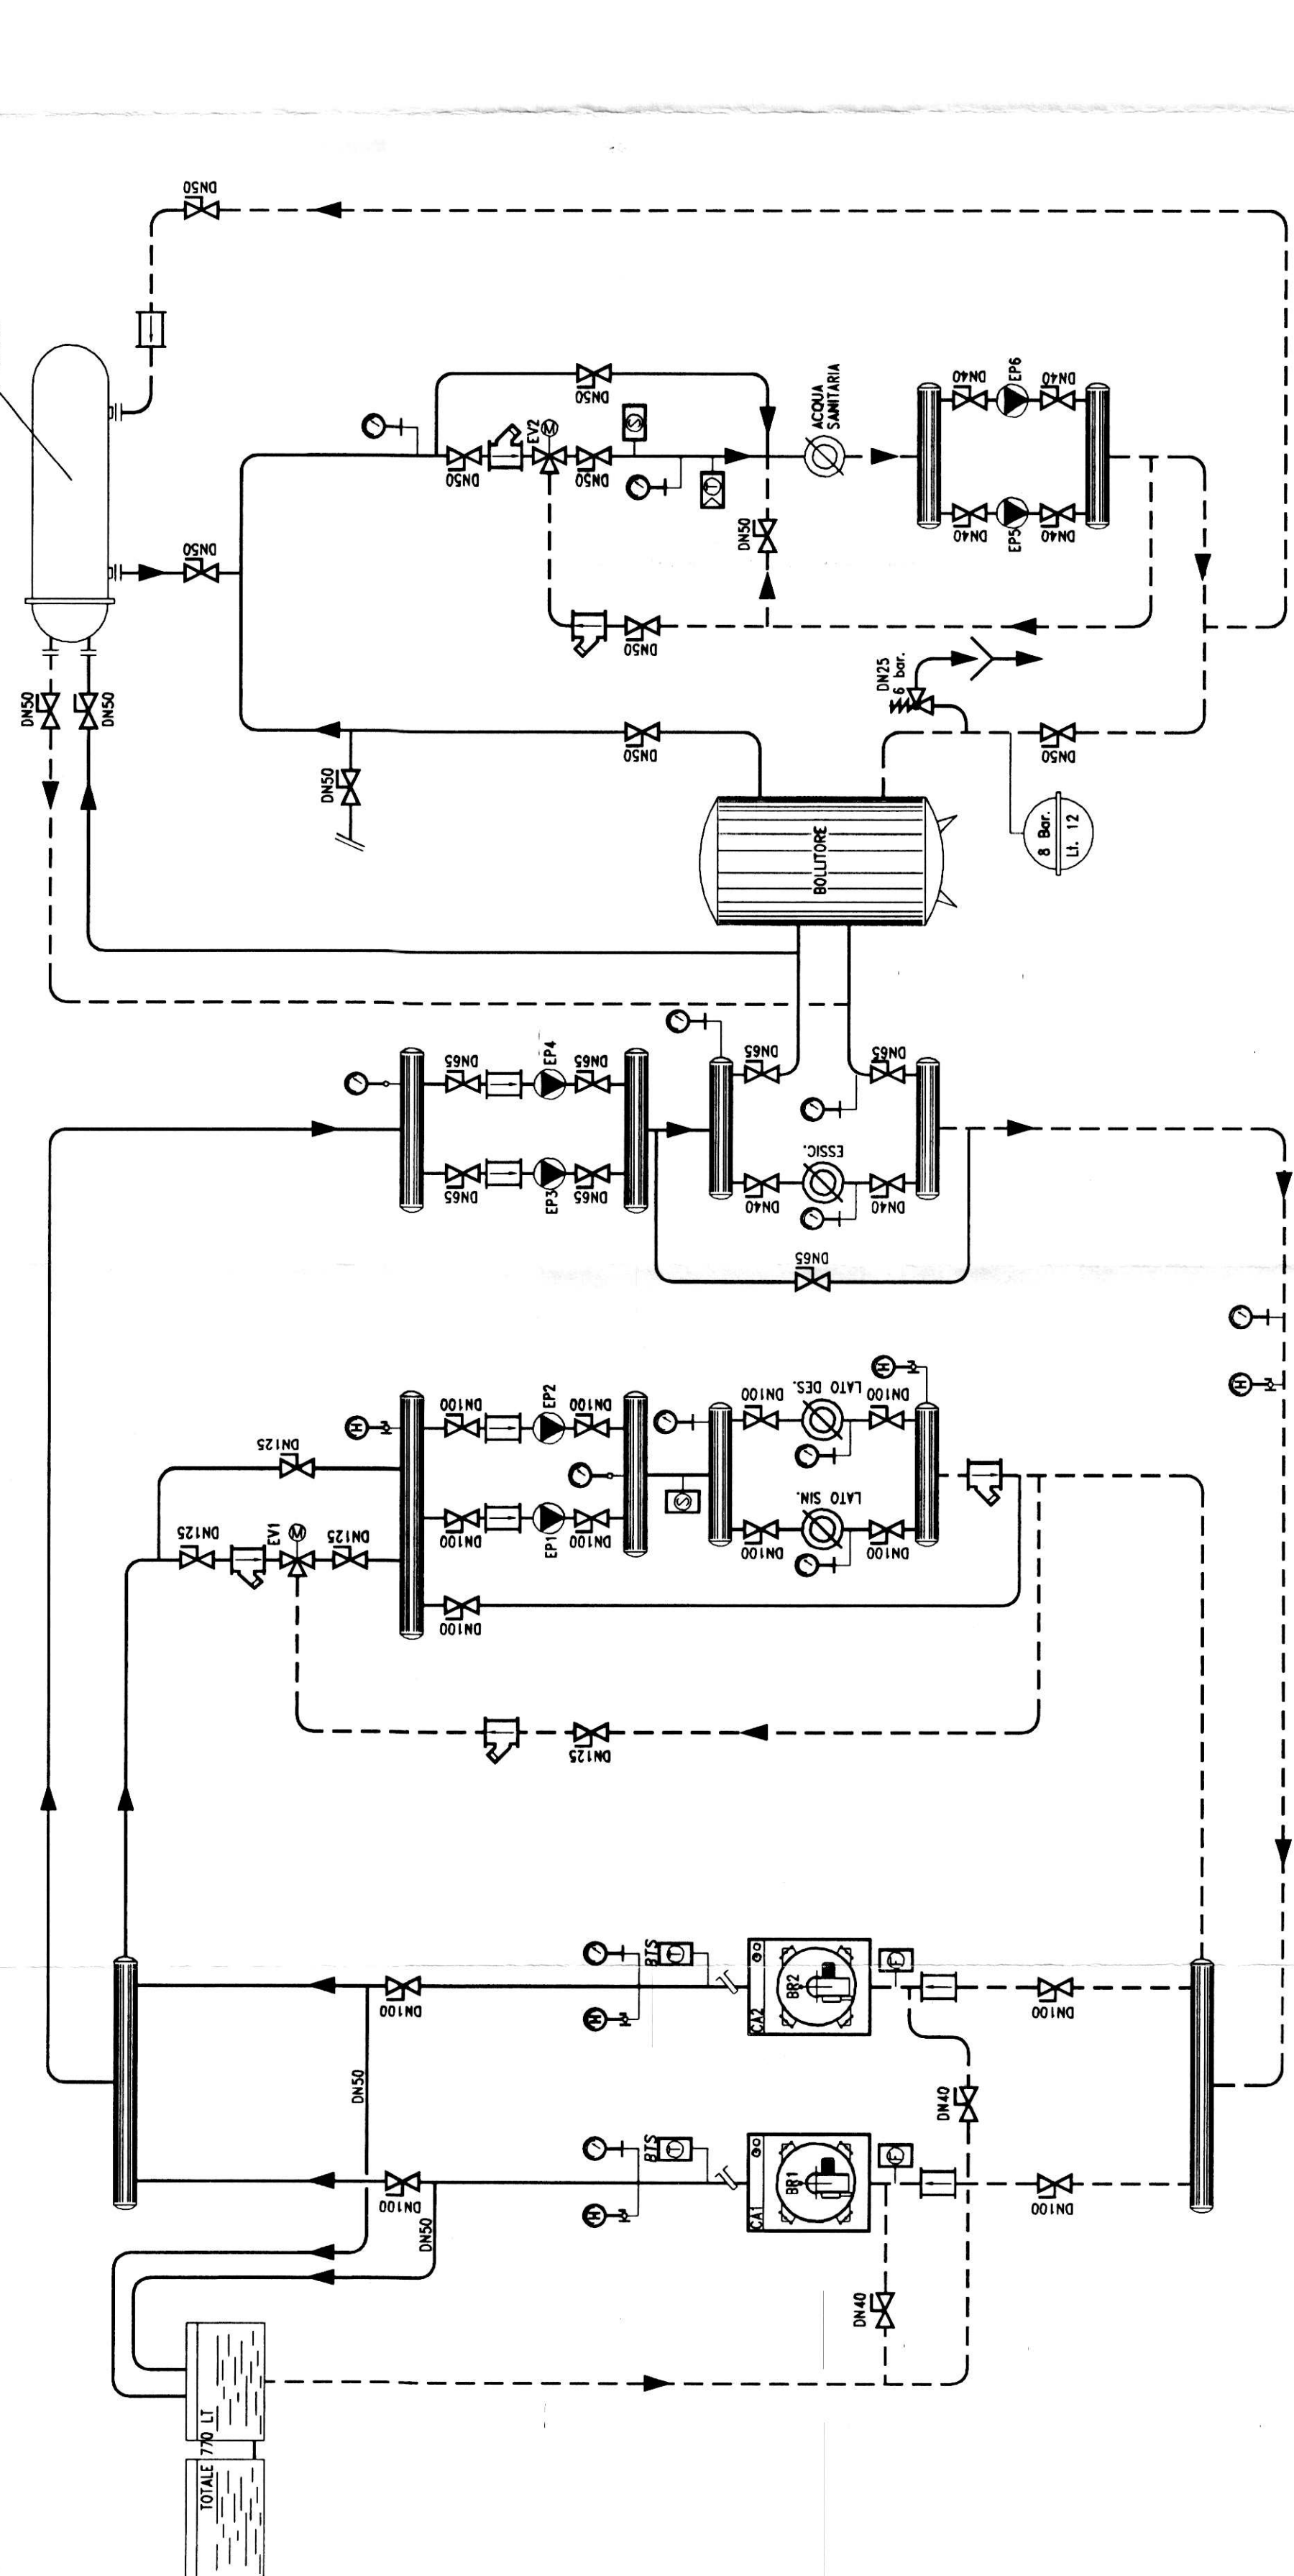 DN50
DN50
DN50
DN50
DN50
DN50
EV2
M
DN50
S
T
DN50
DN50
ACQUA
SANITARIA
DN40
EP6
DN40
DN40
EP5
DN40
DN25
6 bar.
DN50
DN50
DN50
BOLLITORE
8 Bar.
Lt. 12
DN65
EP4
DN65
DN65
EP3
DN65
DN65
DN65
ESSIC.
DN40
DN40
DN65
DN125
DN125
EV1
M
DN125
H
DN100
EP2
DN100
DN100
EP1
DN100
DN100
S
DN100
LATO DES.
DN100
H
DN100
LATO SIN.
DN100
H
DN125
DN100
DN50
H
BTS
T
CA2
BR2
F
DN100
DN40
DN100
DN50
H
BTS
T
CA1
BR1
F
DN100
DN40
TOTALE 770 LT